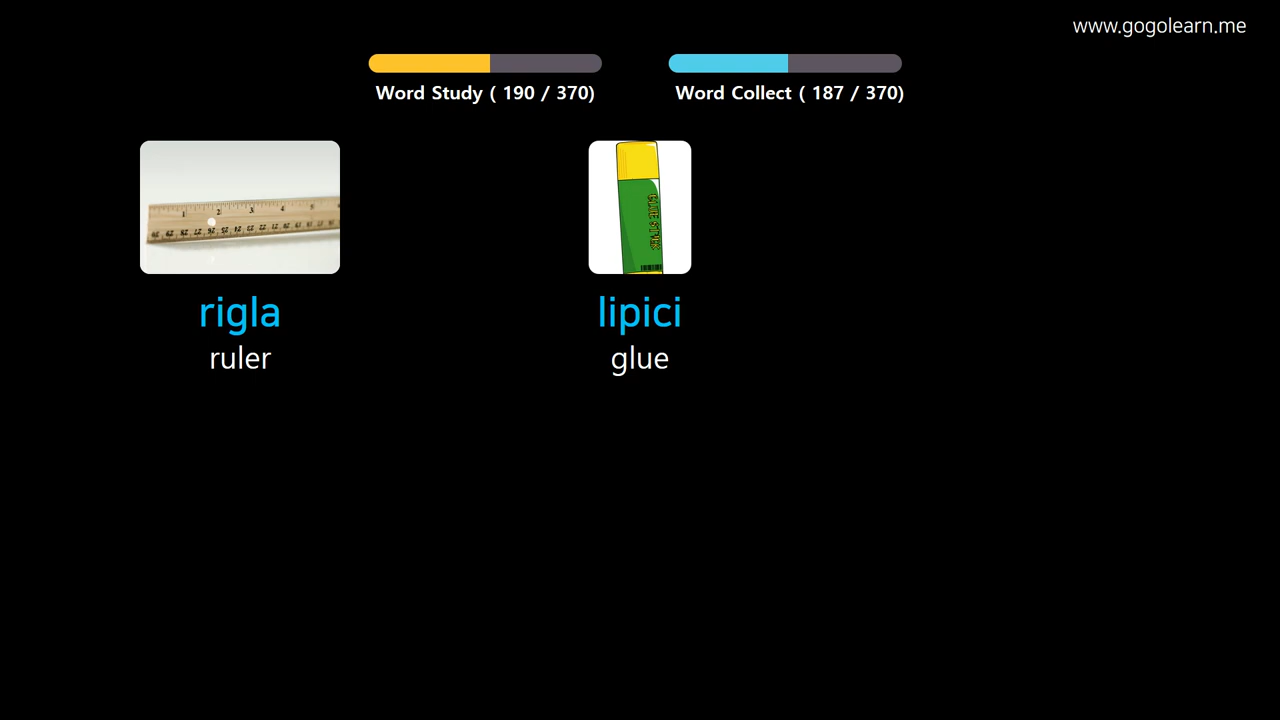 www.gogolearn.me
Word Study ( 190 / 370)
Word Collect ( 187 / 370)
rigla
ruler
lipici
glue